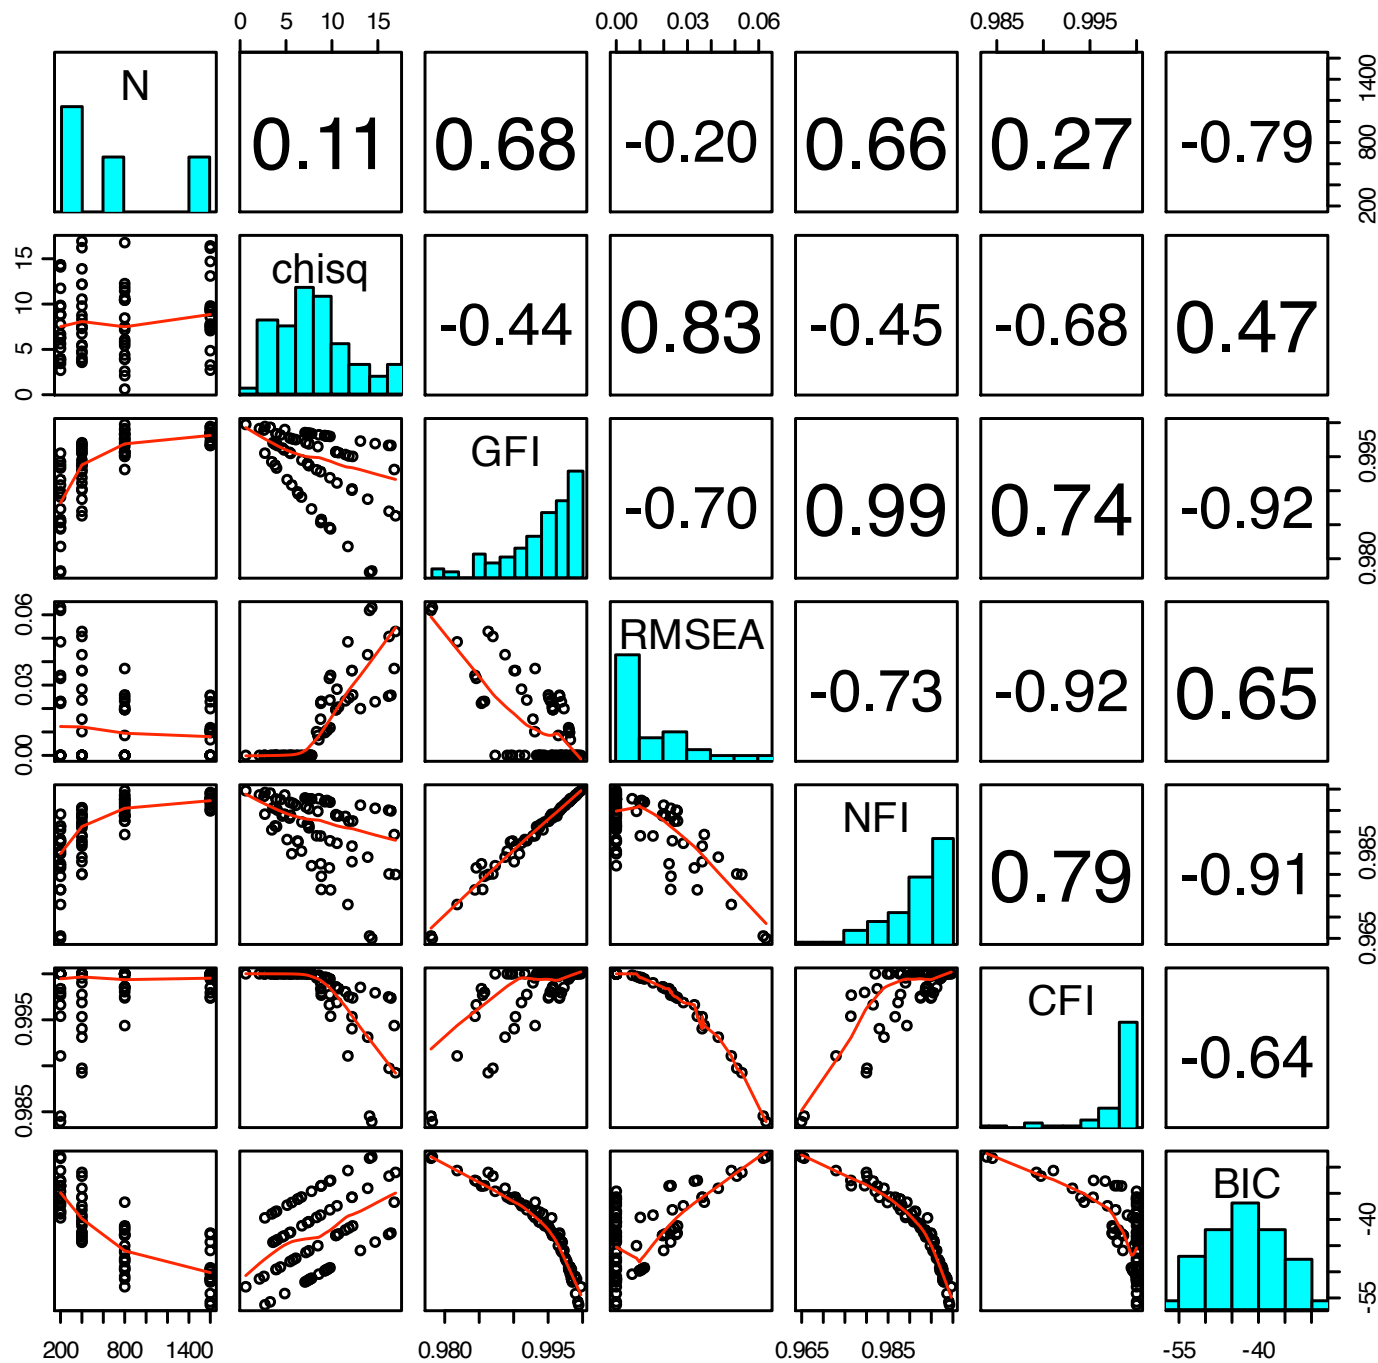 0 5 10 15 0.00 0.03 0.06 0.985 0.995
N 0.11 0.68 -0.20 0.66 0.27 -0.79 200 800 1400
0 5 10 15 chisq -0.44 0.83 -0.45 -0.68 0.47
GFI -0.70 0.99 0.74 -0.92 0.980 0.995
0.00 0.03 0.06 RMSEA -0.73 -0.92 0.65
NFI 0.79 -0.91 0.965 0.985
0.985 0.995 CFI -0.64
BIC -55 -40
200 800 1400 0.980 0.995 0.965 0.985 -55 -40